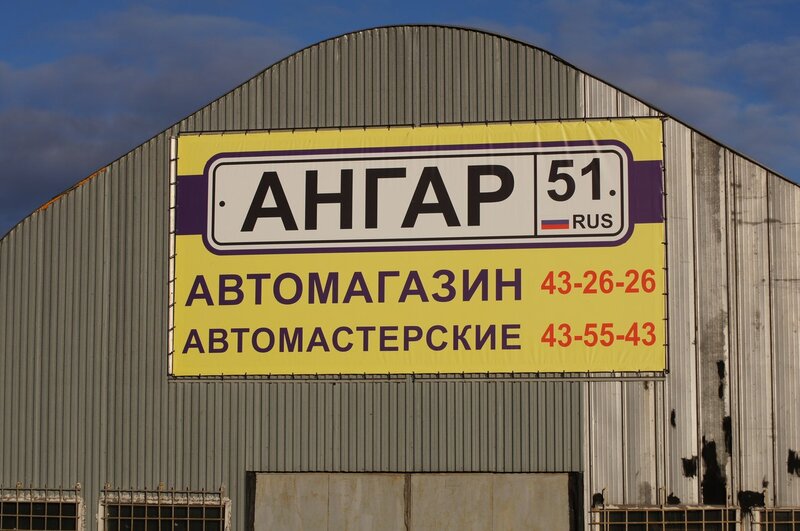 АНГАР 51
RUS
АВТОМАГАЗИН 43-26-26
АВТОМАСТЕРСКИЕ 43-55-43